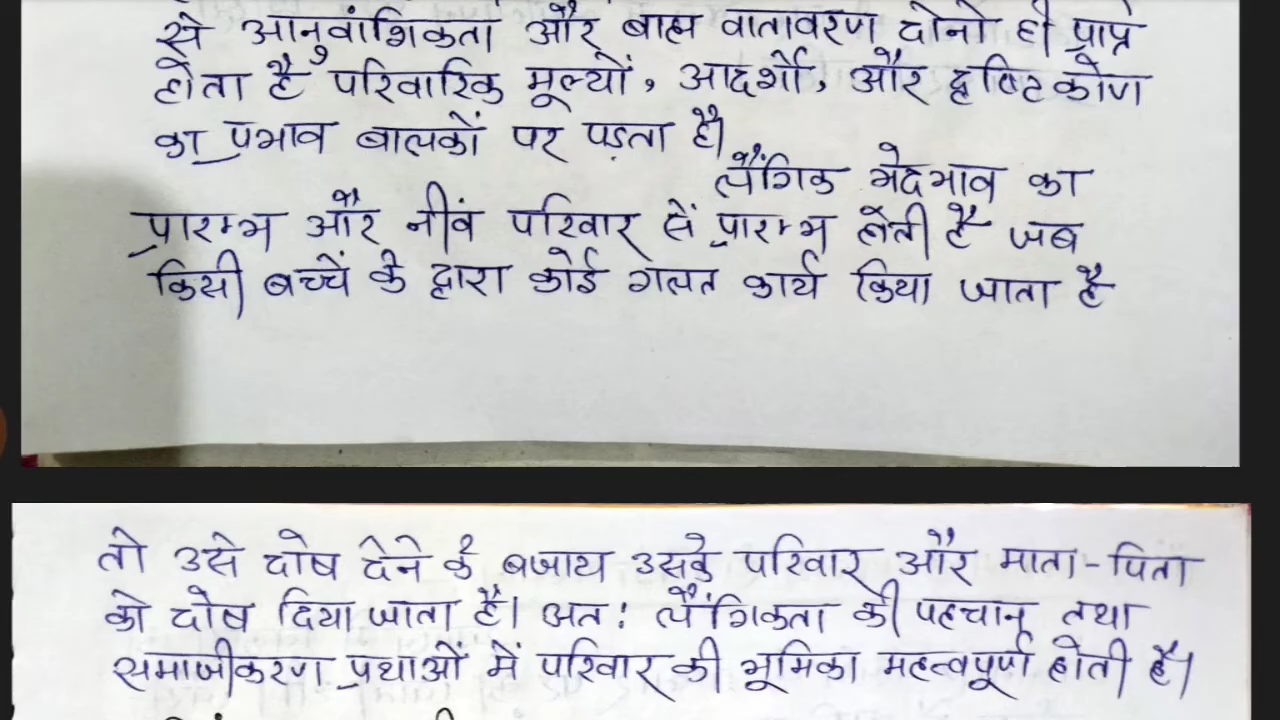 से आनुवांशिकता और बाह्म वातावरण दोनो ही प्राप्त
होता है परिवारिक मूल्यों, आदर्शो, और दृष्टिकोण
का प्रभाव बालकों पर पड़ता है।
लैंगिक भेदभाव का
प्रारम्भ और नीवं परिवार से प्रारम्भ होती है जब
किसी बच्चें के द्वारा कोई गलत कार्य किया जाता है
तो उसे दोष देने के बजाय उसके परिवार और माता-पिता
को दोष दिया जाता है। अत: लैंगिकता की पहचान तथा
समाजीकरण प्रथाओं में परिवार की भूमिका महत्वपूर्ण होती है।